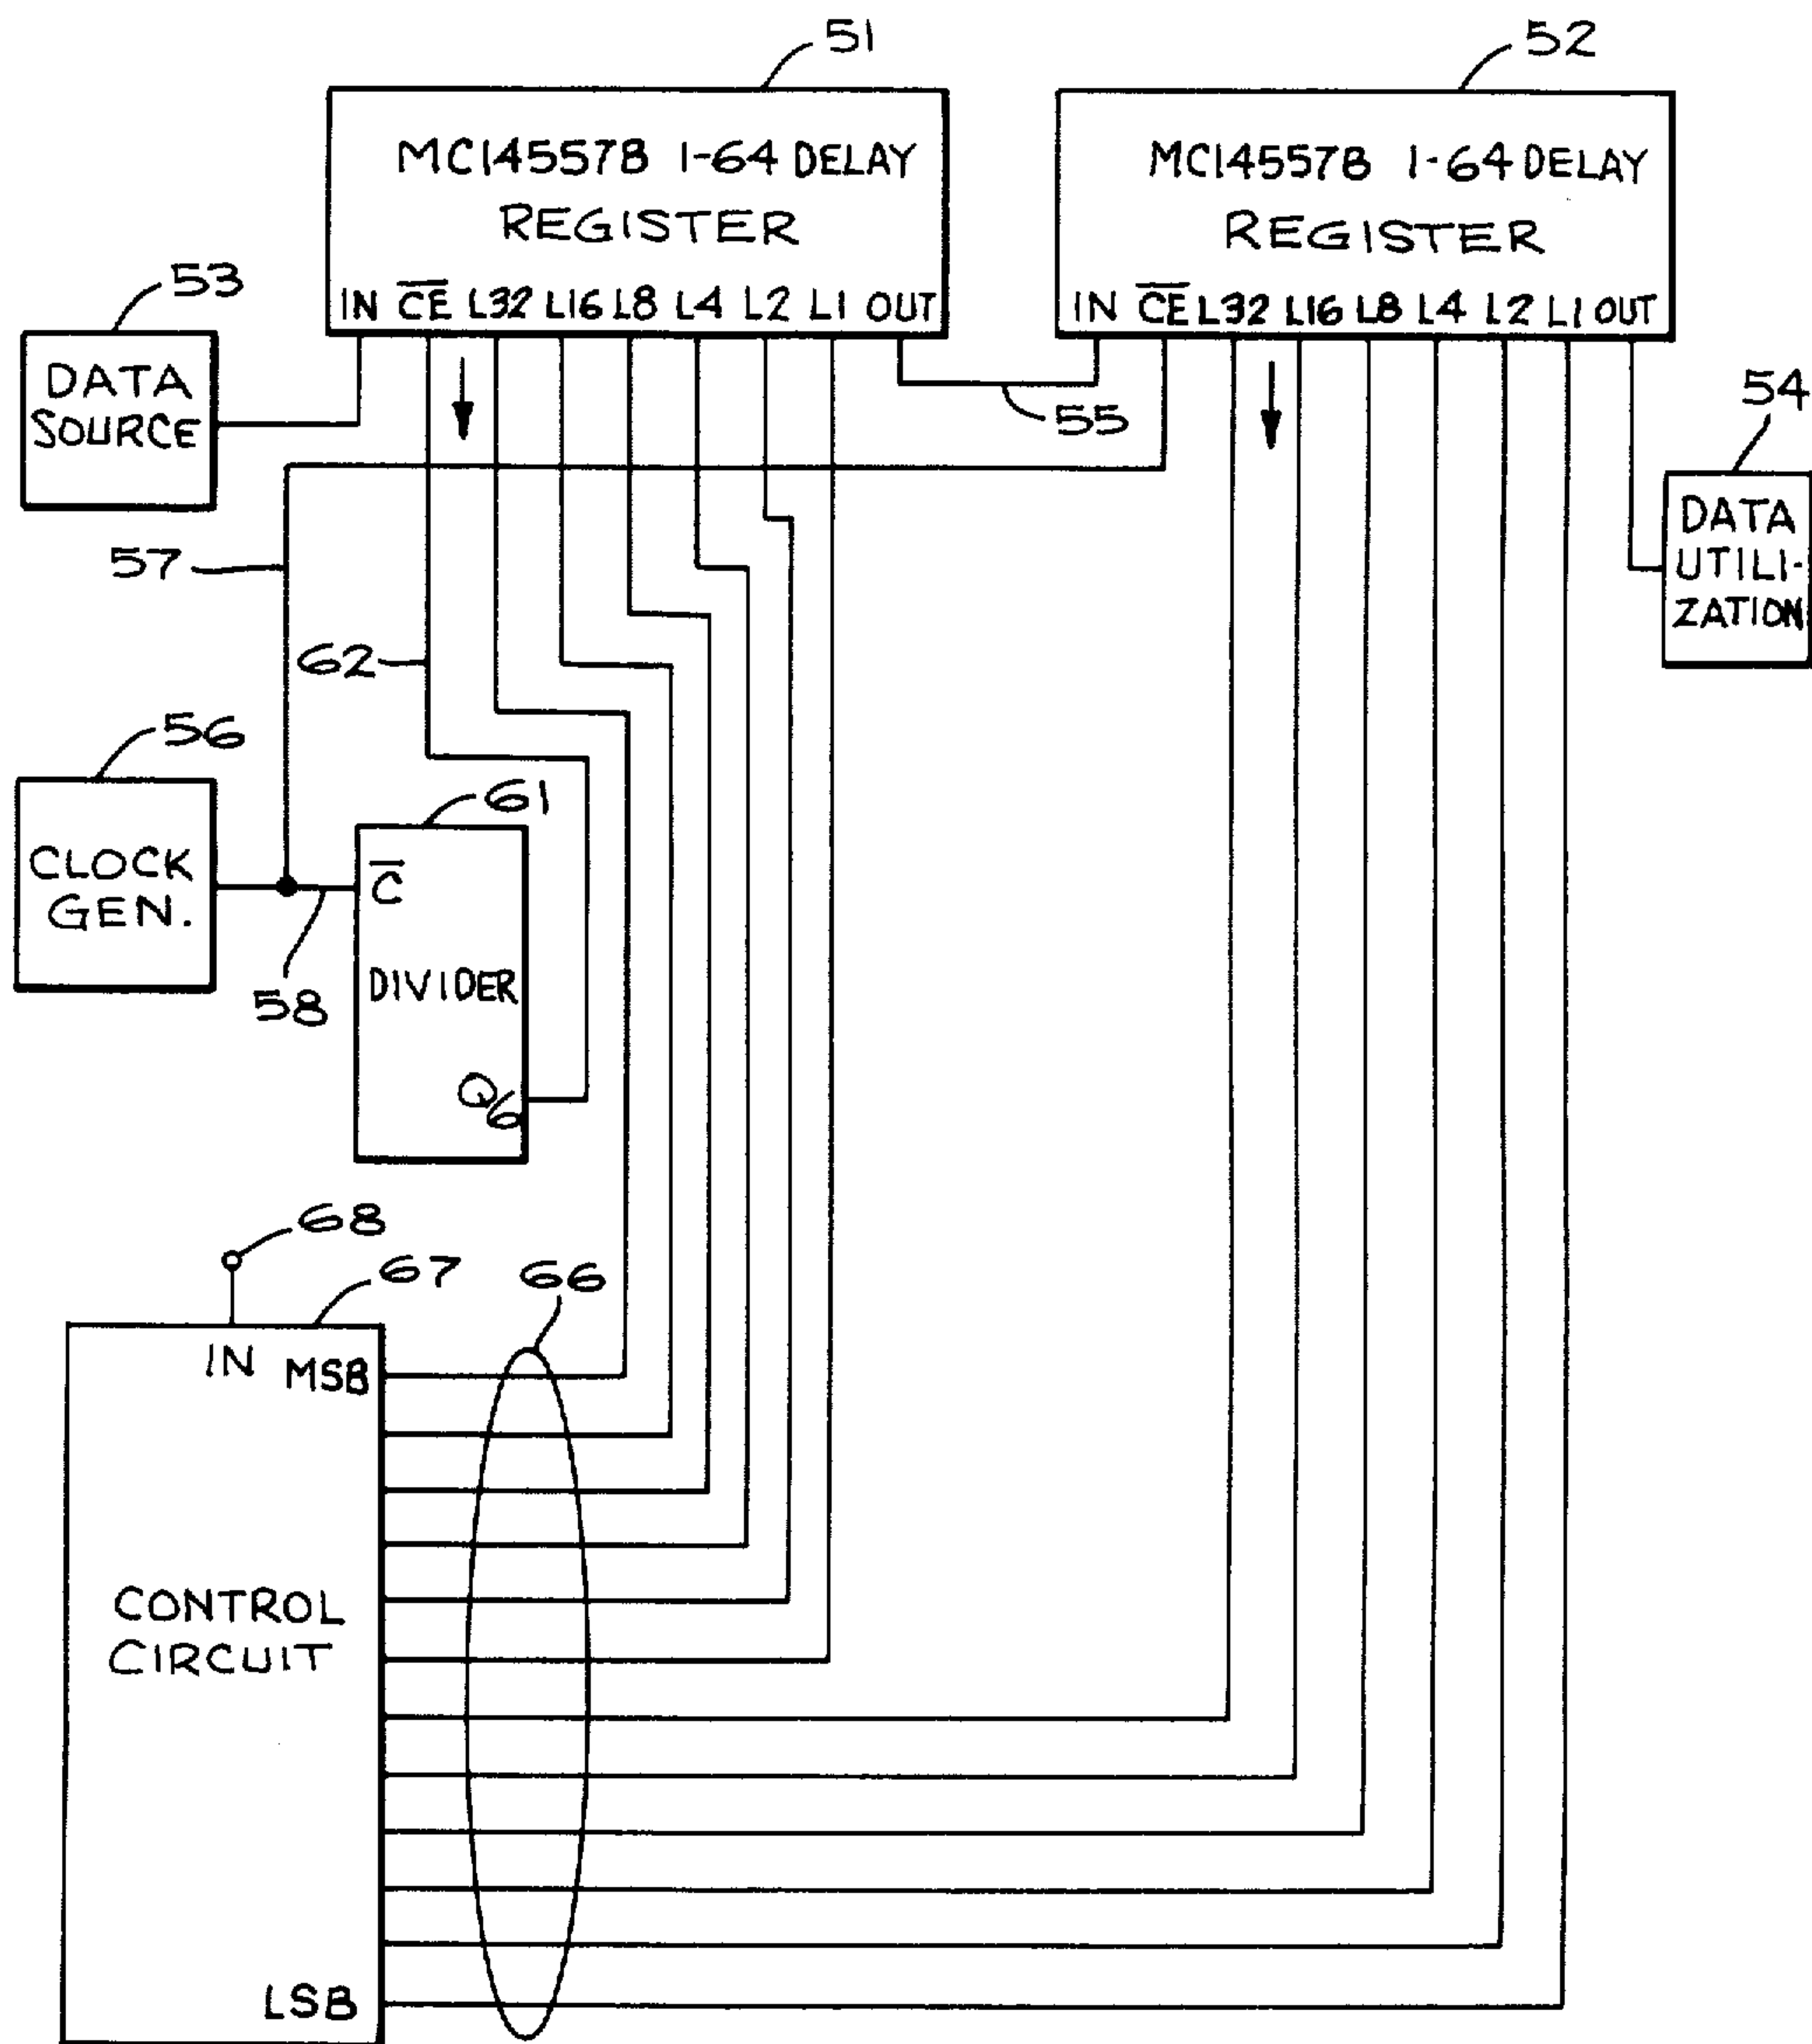 51
52
MC14557B 1-64 DELAY
REGISTER
IN CE L32 L16 L8 L4 L2 L1 OUT
MC14557B 1-64 DELAY
REGISTER
IN CE L32 L16 L8 L4 L2 L1 OUT
53
DATA
SOURCE
55
54
DATA
UTILI-
ZATION
57
62
56
CLOCK
GEN.
58
61
C
DIVIDER
Q6
68
67
66
IN MSB
CONTROL
CIRCUIT
LSB